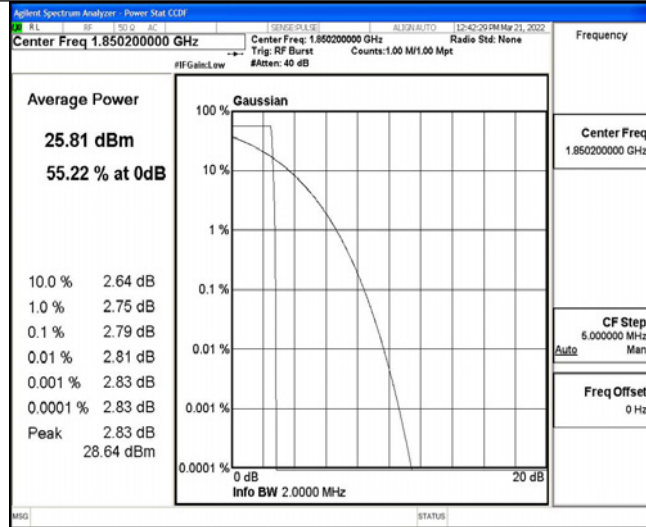 Agilent Spectrum Analyzer - Power Stat CCDF
RL RF 50 Ω AC SENSE:PULSE ALIGN AUTO 12:42:29 PM Mar 21, 2022
Center Freq 1.850200000 GHz
Center Freq: 1.850200000 GHz Radio Std: None
Trig: RF Burst Counts:1.00 M/1.00 Mpt
#IFGain:Low #Atten: 40 dB
Frequency
Average Power
25.81 dBm
55.22 % at 0dB
10.0 % 2.64 dB
1.0 % 2.75 dB
0.1 % 2.79 dB
0.01 % 2.81 dB
0.001 % 2.83 dB
0.0001 % 2.83 dB
Peak 2.83 dB
28.64 dBm
Gaussian
100 %
10 %
1 %
0.1 %
0.01 %
0.001 %
0.0001 %
0 dB 20 dB
Info BW 2.0000 MHz
Center Freq
1.850200000 GHz
CF Step
5.000000 MHz
Auto Man
Freq Offset
0 Hz
MSG STATUS